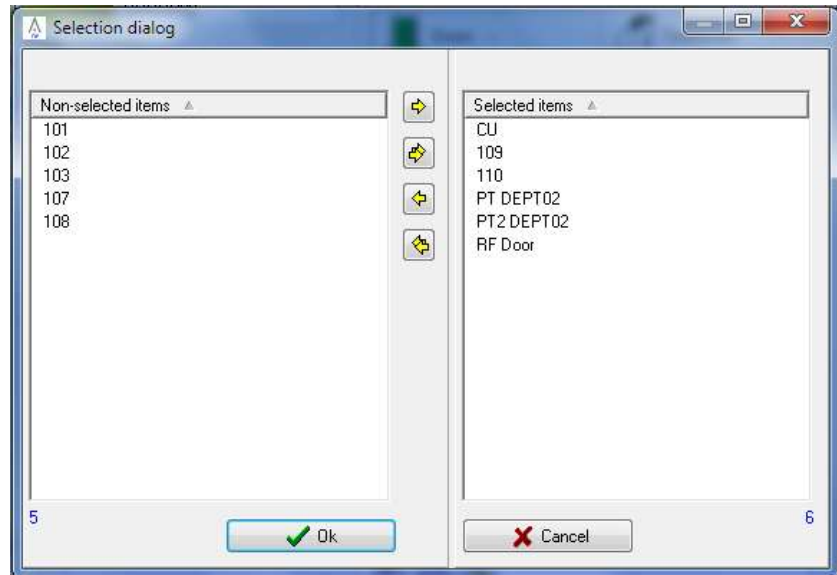 Selection dialog
Non-selected items
101
102
103
107
108
Selected items
CU
109
110
PT DEPT02
PT2 DEPT02
RF Door
5
6
Ok
Cancel